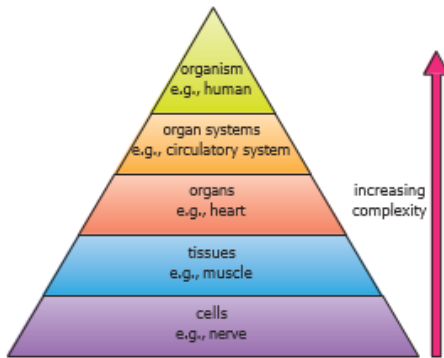 organism
e.g., human
organ systems
e.g., circulatory system
organs
e.g., heart
increasing
complexity
tissues
e.g., muscle
cells
e.g., nerve